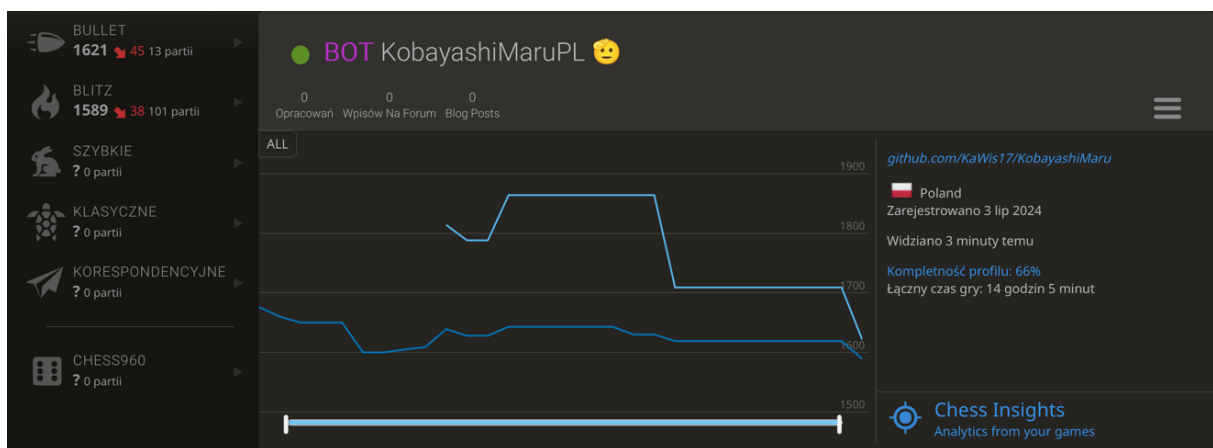 BULLET
1621 45 13 partii
BLITZ
1589 38 101 partii
SZYBKIE
? 0 partii
KLASYCZNE
? 0 partii
KORESPONDENCYJNE
? 0 partii
CHESS960
? 0 partii
BOT KobayashiMaruPL
0 0 0
Opracowań Wpisów Na Forum Blog Posts
ALL
1900
1800
1700
1600
1500
github.com/KaWis17/KobayashiMaru
Poland
Zarejestrowano 3 lip 2024
Widziano 3 minuty temu
Kompletność profilu: 66%
Łączny czas gry: 14 godzin 5 minut
Chess Insights
Analytics from your games